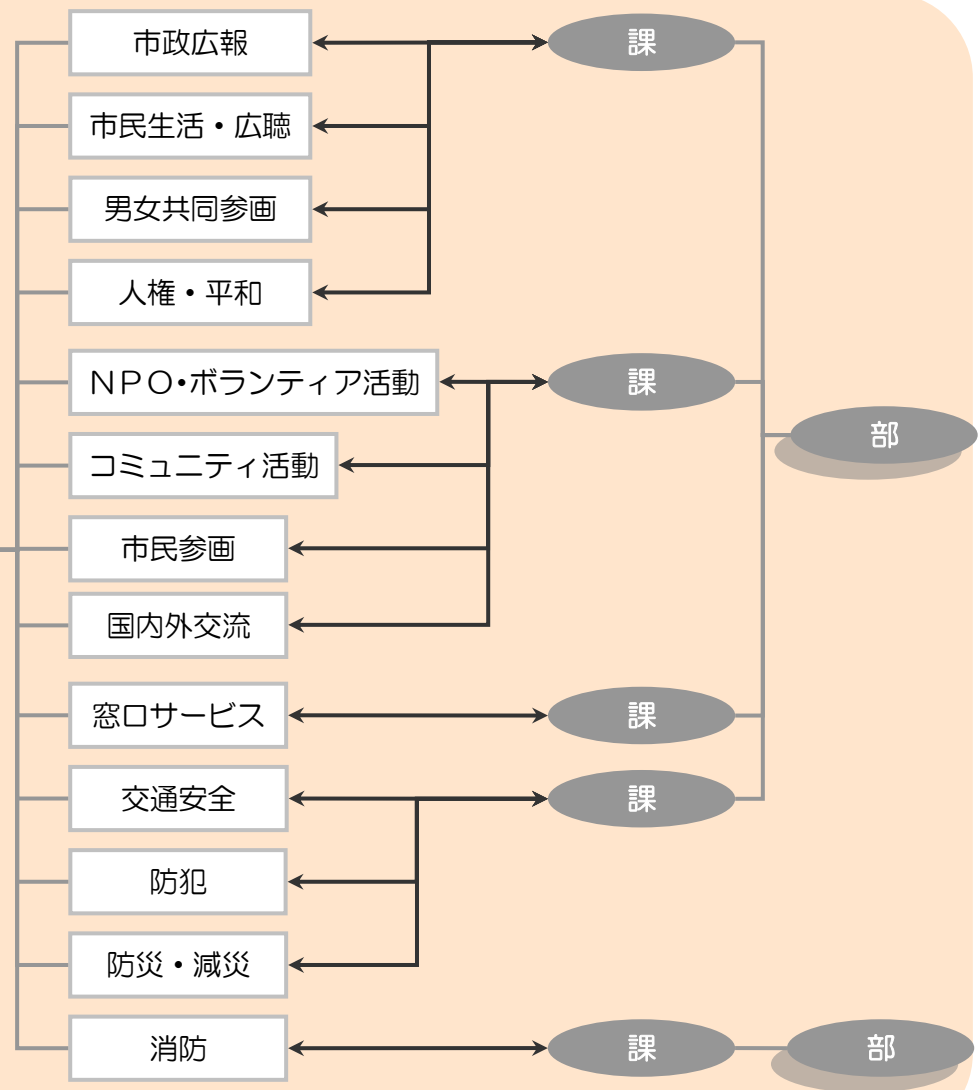 市政広報
課
市民生活・広聴
男女共同参画
人権・平和
NPO・ボランティア活動
課
部
コミュニティ活動
市民参画
国内外交流
窓口サービス
課
交通安全
課
防犯
防災・減災
消防
課
部